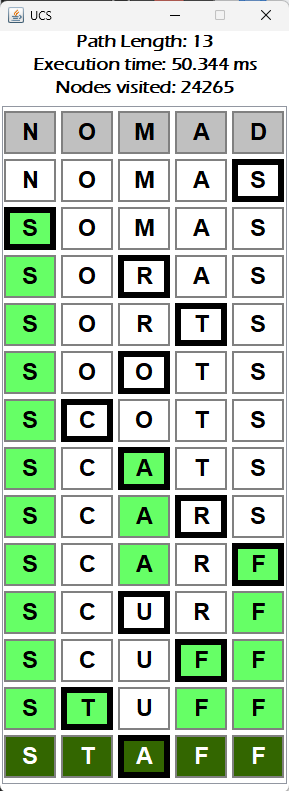 UCS
Path Length: 13
Execution time: 50.344 ms
Nodes visited: 24265
N O M A D
N O M A S
S O M A S
S O R A S
S O R T S
S O O T S
S C O T S
S C A T S
S C A R S
S C A R F
S C U R F
S C U F F
S T U F F
S T A F F